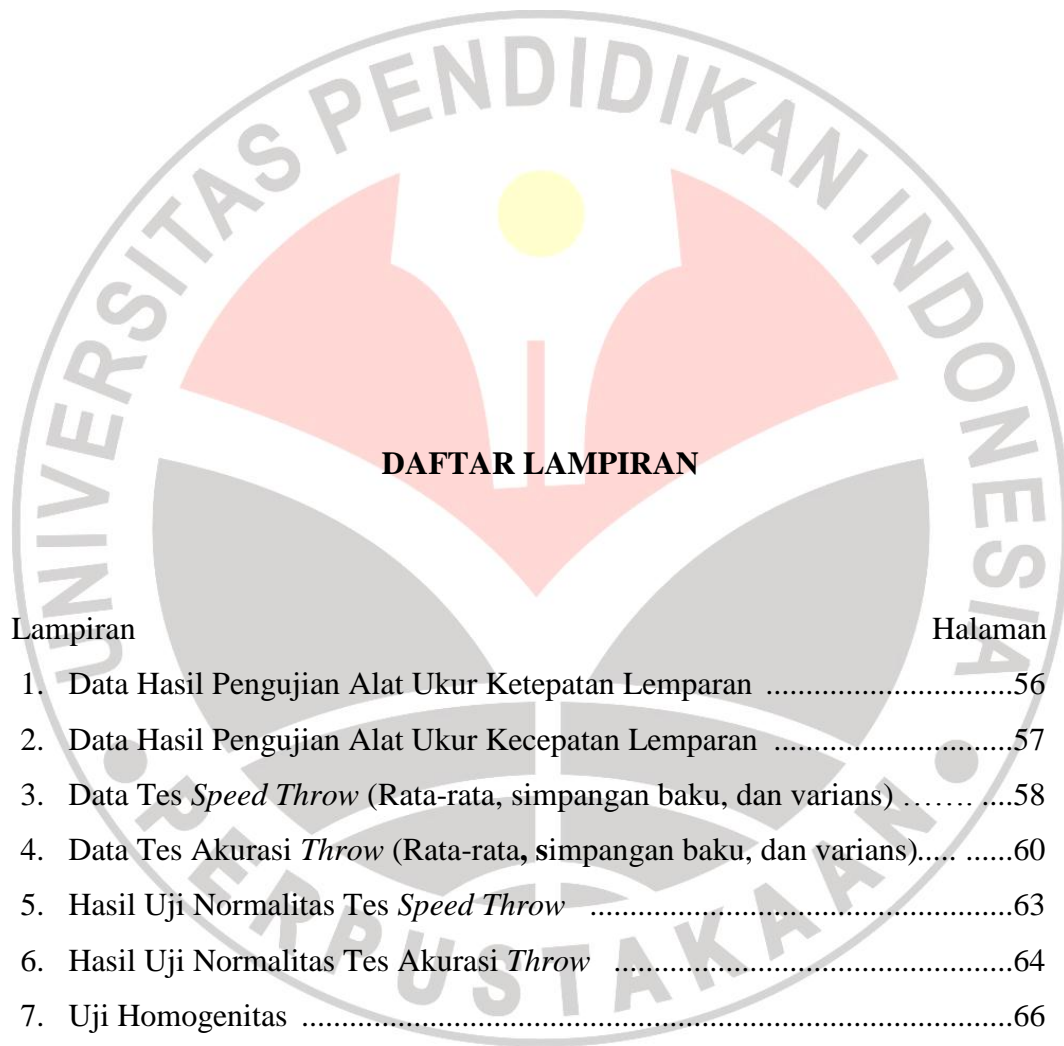 UNIVERSITAS PENDIDIKAN INDONESIA
DAFTAR LAMPIRAN
Lampiran Halaman
1. Data Hasil Pengujian Alat Ukur Ketepatan Lemparan ................................56
2. Data Hasil Pengujian Alat Ukur Kecepatan Lemparan ...............................57
3. Data Tes Speed Throw (Rata-rata, simpangan baku, dan varians) ……. ....58
4. Data Tes Akurasi Throw (Rata-rata, simpangan baku, dan varians)..... ......60
5. Hasil Uji Normalitas Tes Speed Throw ......................................................63
6. Hasil Uji Normalitas Tes Akurasi Throw ...................................................64
7. Uji Homogenitas ...........................................................................................66
PERPUSTAKAAN